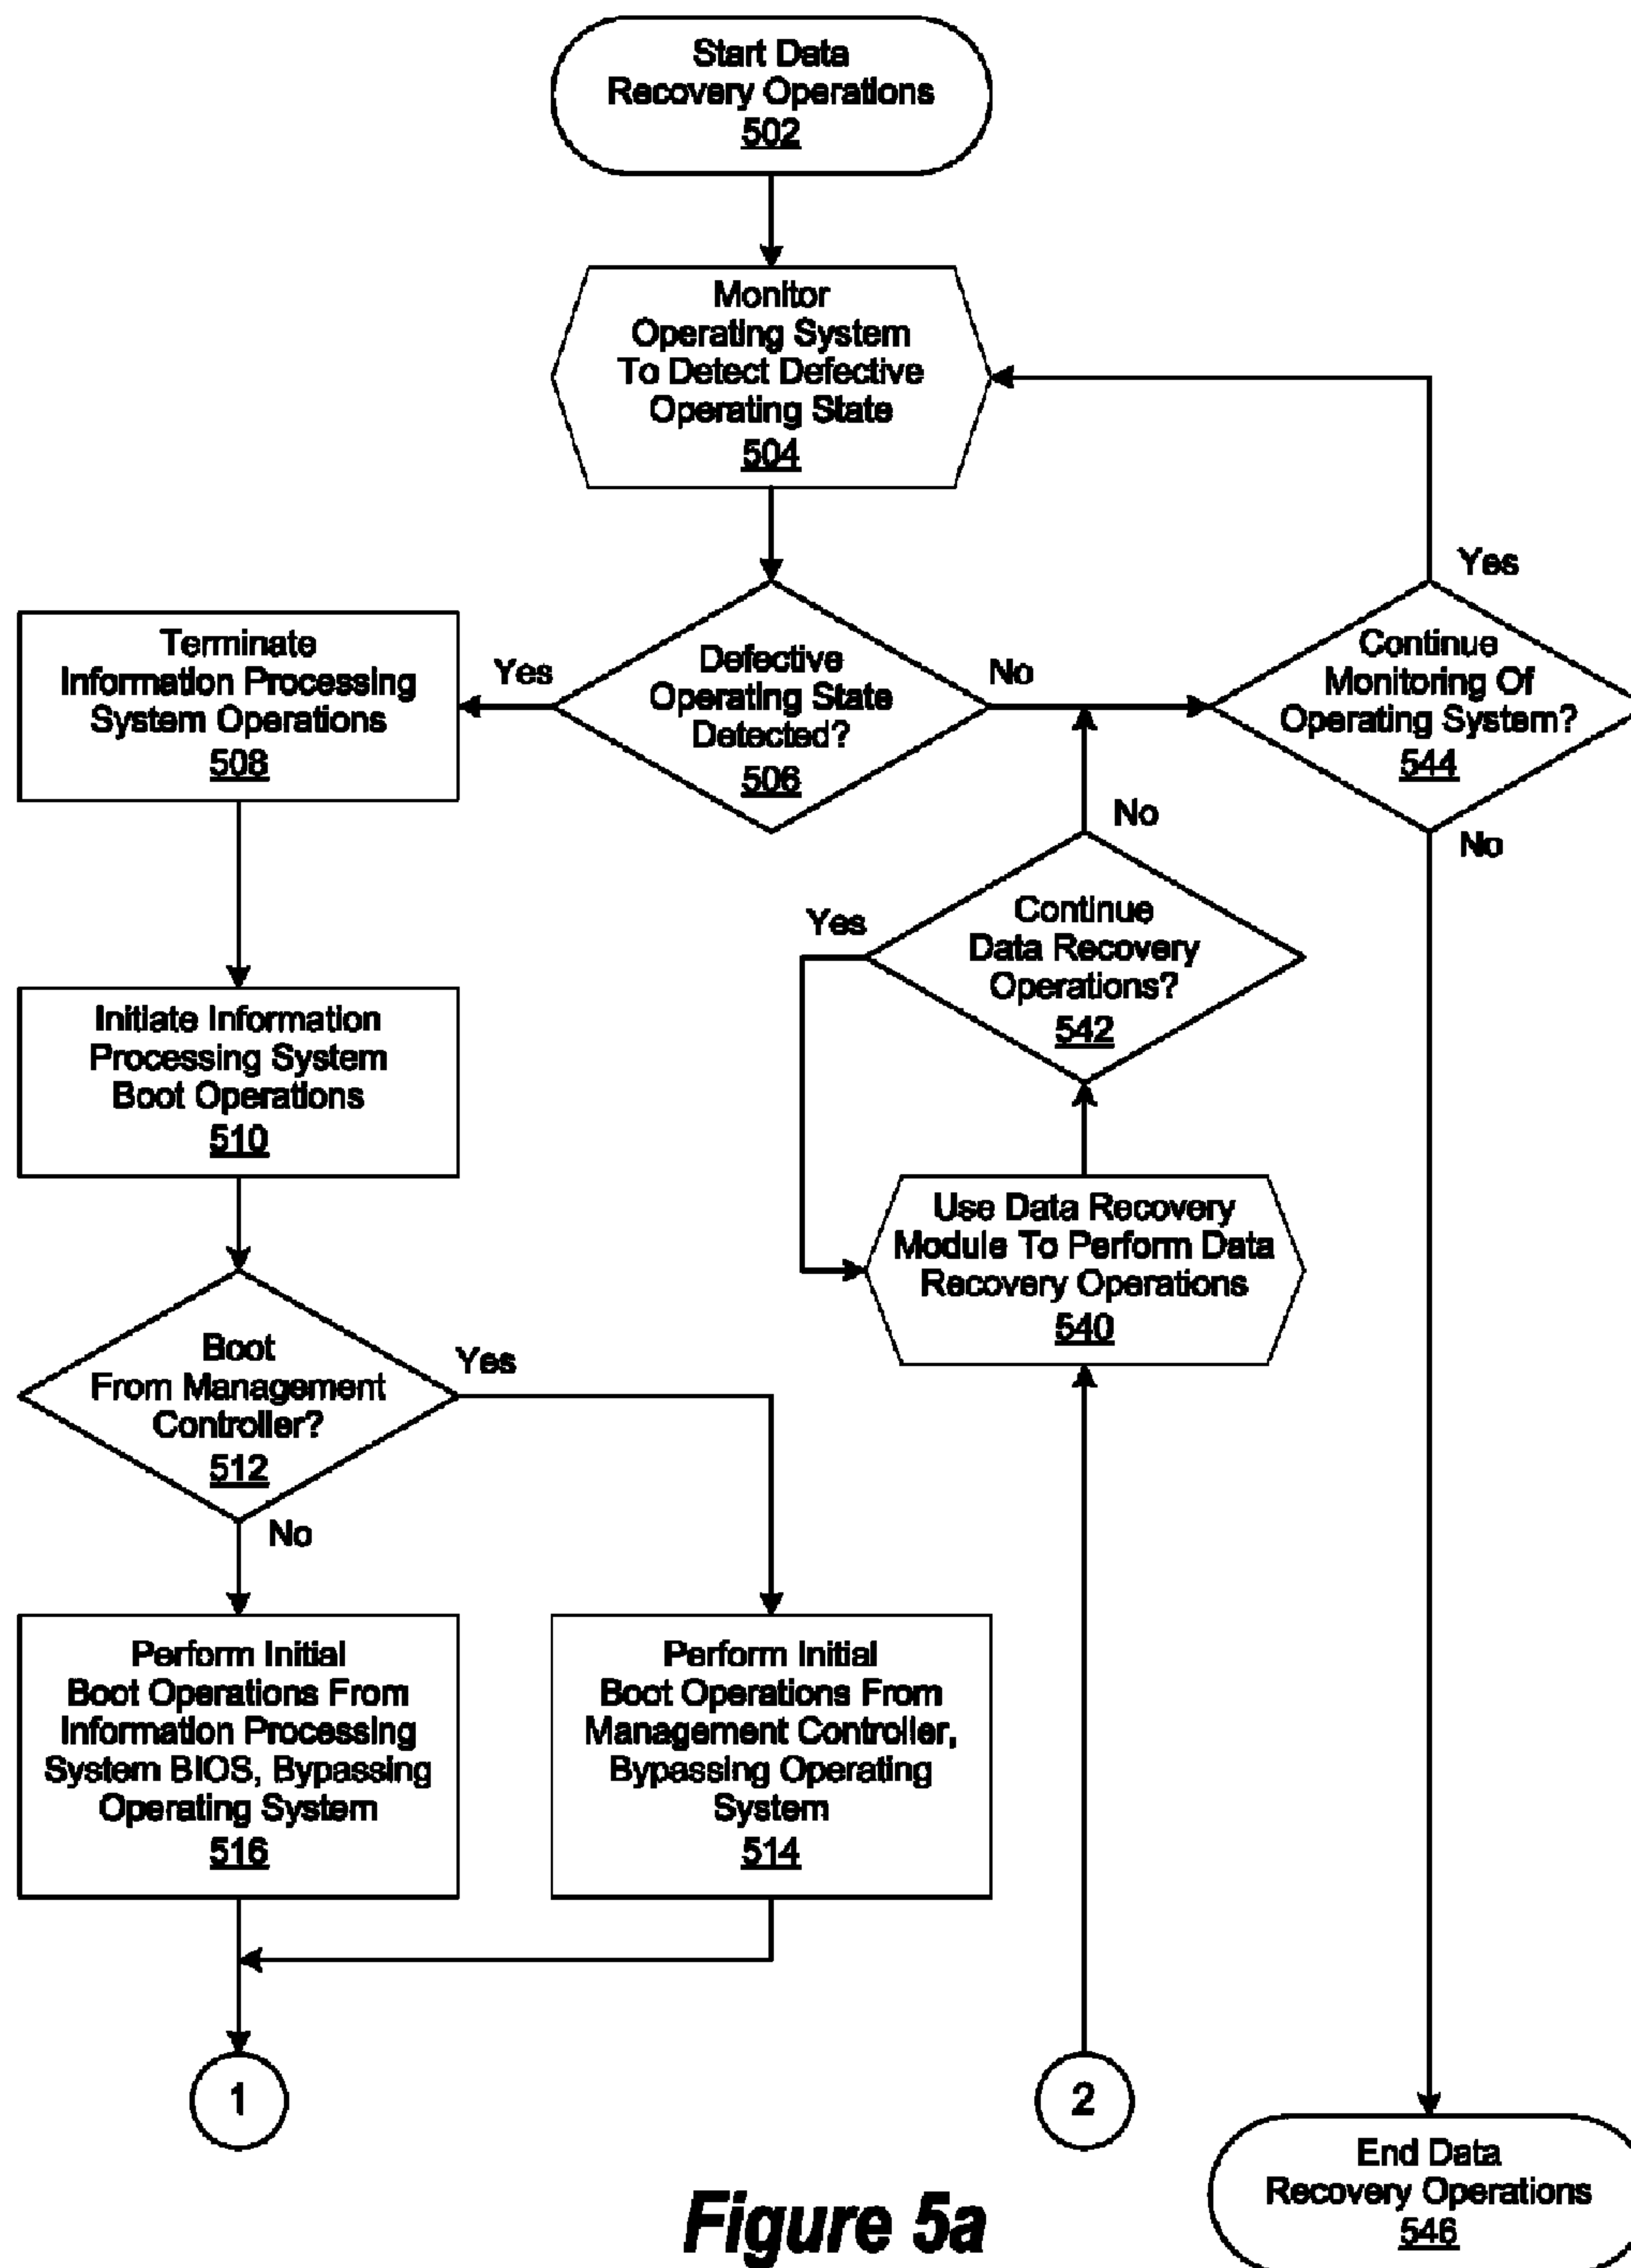 Start Data
Recovery Operations
502
Monitor
Operating System
To Detect Defective
Operating State
504
Yes
Terminate
Information Processing
System Operations
508
Yes
Defective
Operating State
Detected?
506
No
Continue
Monitoring Of
Operating System?
544
No
No
Continue
Data Recovery
Operations?
542
Yes
Initiate Information
Processing System
Boot Operations
510
Use Data Recovery
Module To Perform Data
Recovery Operations
540
Boot
From Management
Controller?
512
Yes
No
Perform Initial
Boot Operations From
Information Processing
System BIOS, Bypassing
Operating System
516
Perform Initial
Boot Operations From
Management Controller,
Bypassing Operating
System
514
1
2
End Data
Recovery Operations
546
Figure 5a